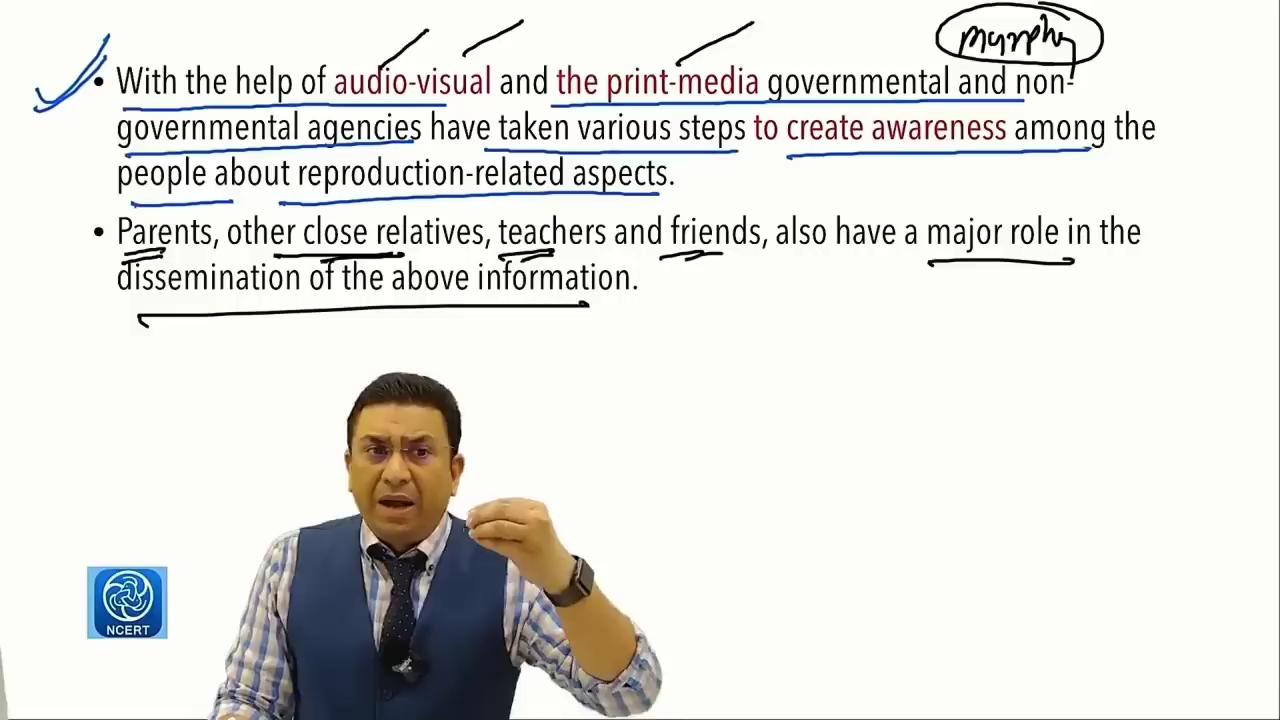 • With the help of audio-visual and the print-media governmental and non-
governmental agencies have taken various steps to create awareness among the
people about reproduction-related aspects.
• Parents, other close relatives, teachers and friends, also have a major role in the
dissemination of the above information.
NCERT